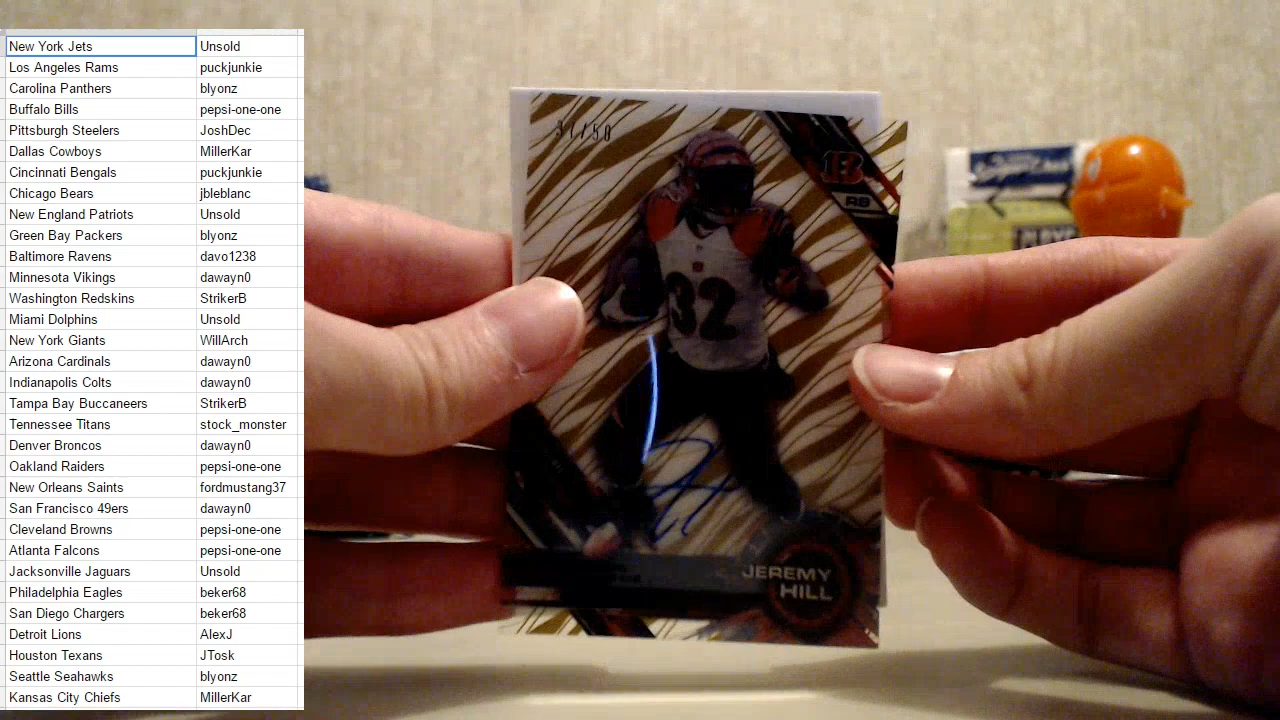 New York Jets Unsold
Los Angeles Rams puckjunkie
Carolina Panthers blyonz
Buffalo Bills pepsi-one-one
Pittsburgh Steelers JoshDec
Dallas Cowboys MillerKar
Cincinnati Bengals puckjunkie
Chicago Bears jbleblanc
New England Patriots Unsold
Green Bay Packers blyonz
Baltimore Ravens davo1238
Minnesota Vikings dawayn0
Washington Redskins StrikerB
Miami Dolphins Unsold
New York Giants WillArch
Arizona Cardinals dawayn0
Indianapolis Colts dawayn0
Tampa Bay Buccaneers StrikerB
Tennessee Titans stock_monster
Denver Broncos dawayn0
Oakland Raiders pepsi-one-one
New Orleans Saints fordmustang37
San Francisco 49ers dawayn0
Cleveland Browns pepsi-one-one
Atlanta Falcons pepsi-one-one
Jacksonville Jaguars Unsold
Philadelphia Eagles beker68
San Diego Chargers beker68
Detroit Lions AlexJ
Houston Texans JTosk
Seattle Seahawks blyonz
Kansas City Chiefs MillerKar
37/50
B
RB
32
JEREMY
HILL